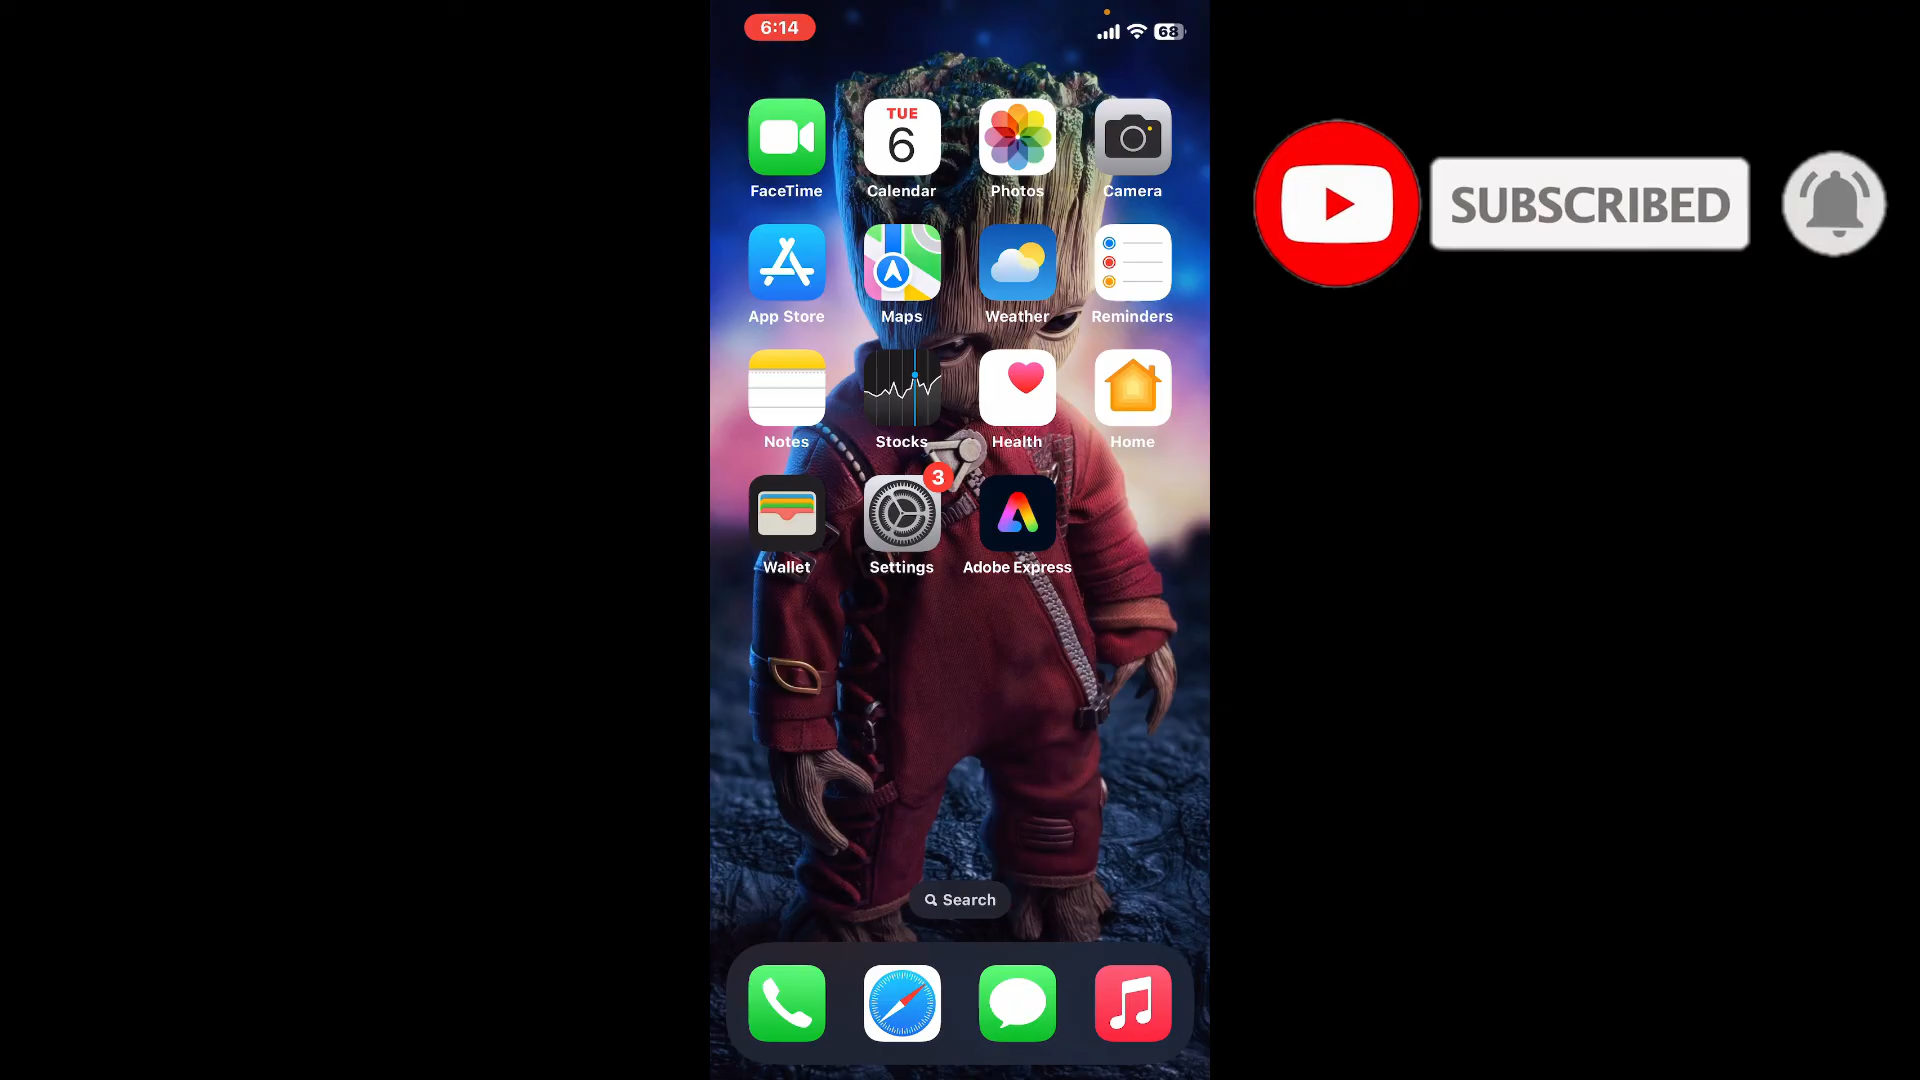 6:14
68
TUE
6
FaceTime
Calendar
Photos
Camera
SUBSCRIBED
App Store
Maps
Weather
Reminders
Notes
Stocks
Health
Home
3
Wallet
Settings
Adobe Express
Search